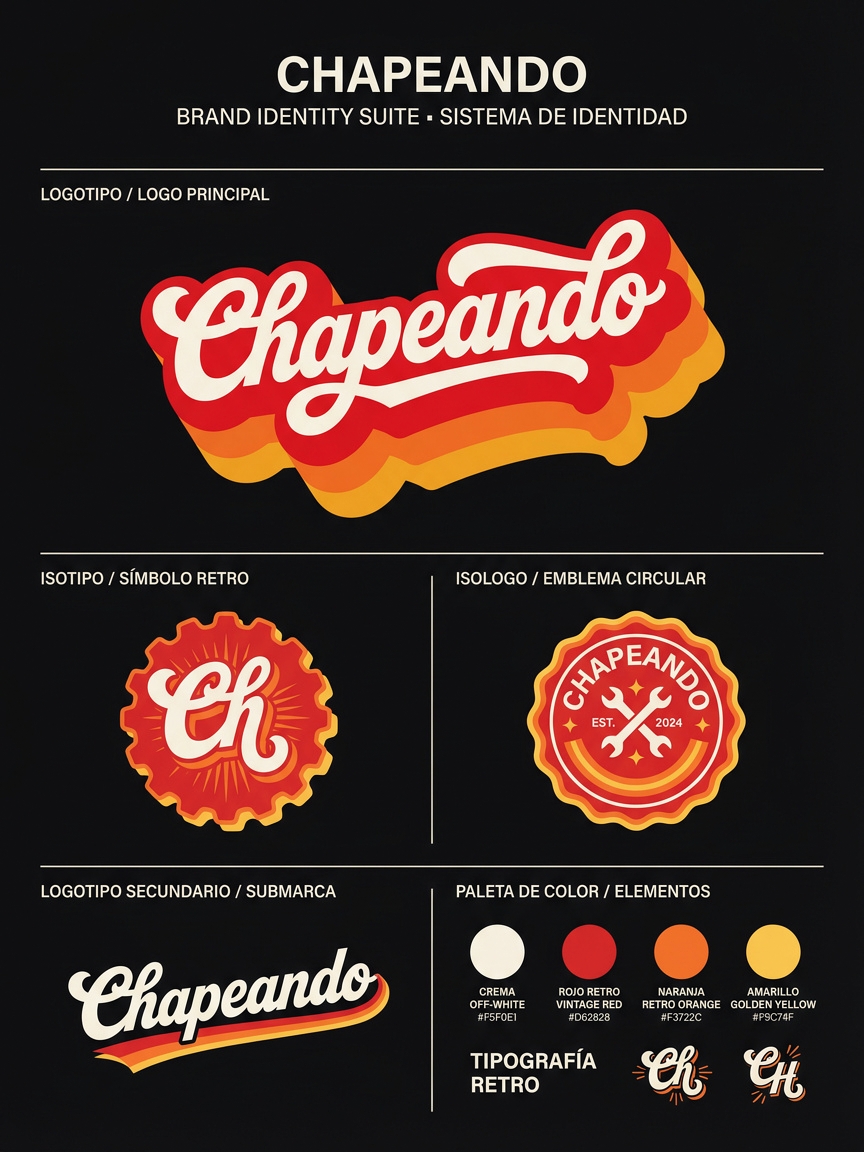 CHAPEANDO
BRAND IDENTITY SUITE • SISTEMA DE IDENTIDAD
LOGOTIPO / LOGO PRINCIPAL
Chapeando
ISOTIPO / SÍMBOLO RETRO
Ch
ISOLOGO / EMBLEMA CIRCULAR
CHAPEANDO
EST. 2024
LOGOTIPO SECUNDARIO / SUBMARCA
Chapeando
PALETA DE COLOR / ELEMENTOS
CREMA
OFF-WHITE
#F5F0E1
ROJO RETRO
VINTAGE RED
#D62828
NARANJA
RETRO ORANGE
#F3722C
AMARILLO
GOLDEN YELLOW
#F9C74F
TIPOGRAFÍA
RETRO
Ch
CH